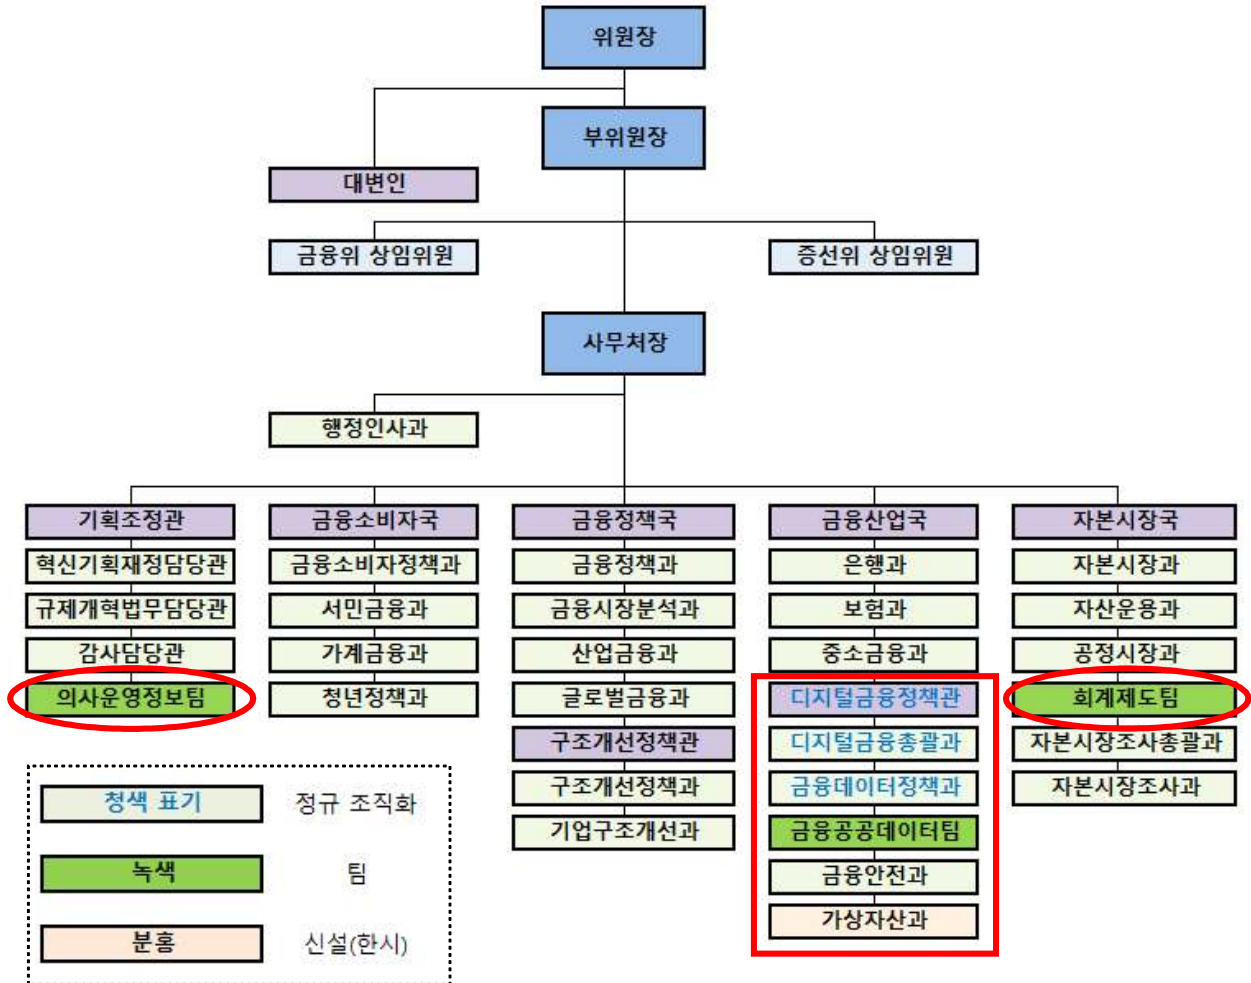 위원장
부위원장
대변인
금융위 상임위원
증선위 상임위원
사무처장
행정인사과
기획조정관
혁신기획재정담당관
규제개혁법무담당관
감사담당관
의사운영정보팀
금융소비자국
금융소비자정책과
서민금융과
가계금융과
청년정책과
금융정책국
금융정책과
금융시장분석과
산업금융과
글로벌금융과
구조개선정책관
구조개선정책과
기업구조개선과
금융산업국
은행과
보험과
중소금융과
디지털금융정책관
디지털금융총괄과
금융데이터정책과
금융공공데이터팀
금융안전과
가상자산과
자본시장국
자본시장과
자산운용과
공정시장과
회계제도팀
자본시장조사총괄과
자본시장조사과
청색 표기 정규 조직화
녹색 팀
분홍 신설(한시)